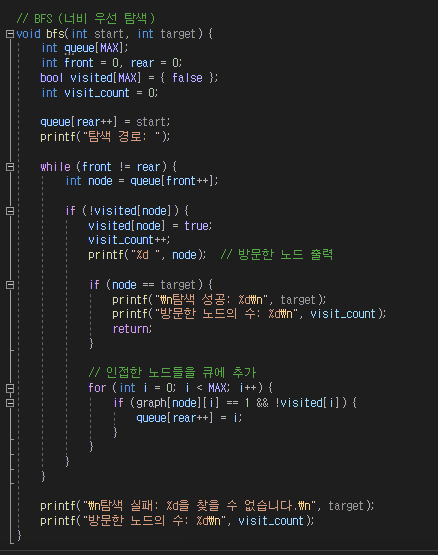 // BFS (너비 우선 탐색)
void bfs(int start, int target) {
    int queue[MAX];
    int front = 0, rear = 0;
    bool visited[MAX] = { false };
    int visit_count = 0;

    queue[rear++] = start;
    printf("탐색 경로: ");

    while (front != rear) {
        int node = queue[front++];

        if (!visited[node]) {
            visited[node] = true;
            visit_count++;
            printf("%d ", node);  // 방문한 노드 출력

            if (node == target) {
                printf("₩n탐색 성공: %d₩n", target);
                printf("방문한 노드의 수: %d₩n", visit_count);
                return;
            }

            // 인접한 노드들을 큐에 추가
            for (int i = 0; i < MAX; i++) {
                if (graph[node][i] == 1 && !visited[i]) {
                    queue[rear++] = i;
                }
            }
        }
    }

    printf("₩n탐색 실패: %d을 찾을 수 없습니다.₩n", target);
    printf("방문한 노드의 수: %d₩n", visit_count);
}